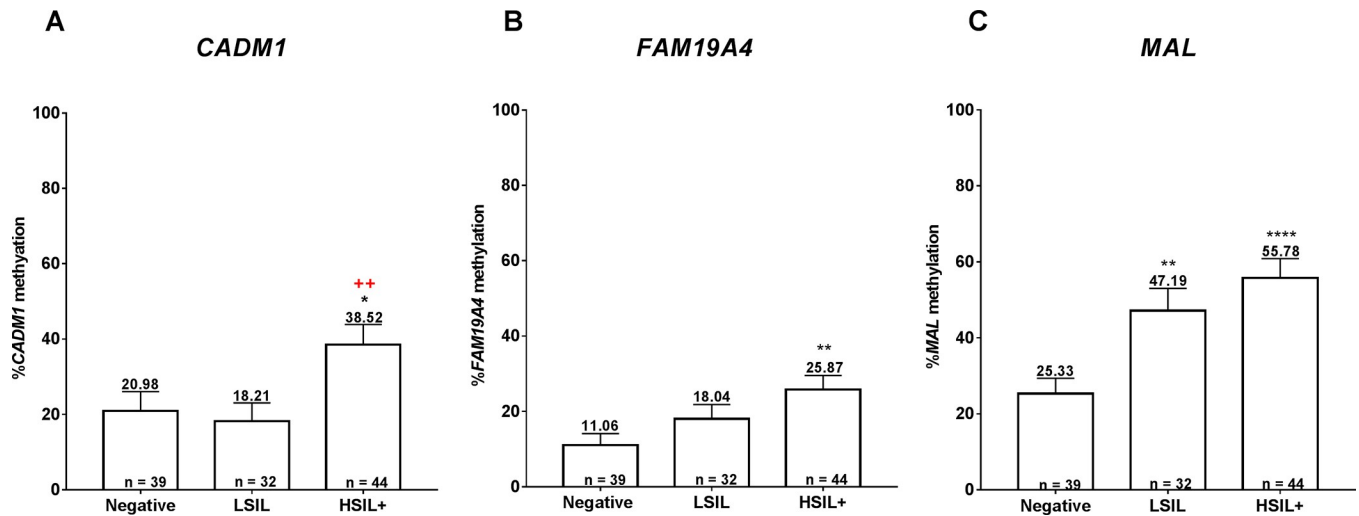 A
CADM1
%CADM1 methyation
100
80
60
40
20
0
20.98
18.21
++
*
38.52
n = 39
n = 32
n = 44
Negative
LSIL
HSIL+
B
FAM19A4
%FAM19A4 methylation
100
80
60
40
20
0
11.06
18.04
**
25.87
n = 39
n = 32
n = 44
Negative
LSIL
HSIL+
C
MAL
%MAL methylation
100
80
60
40
20
0
25.33
**
47.19
****
55.78
n = 39
n = 32
n = 44
Negative
LSIL
HSIL+